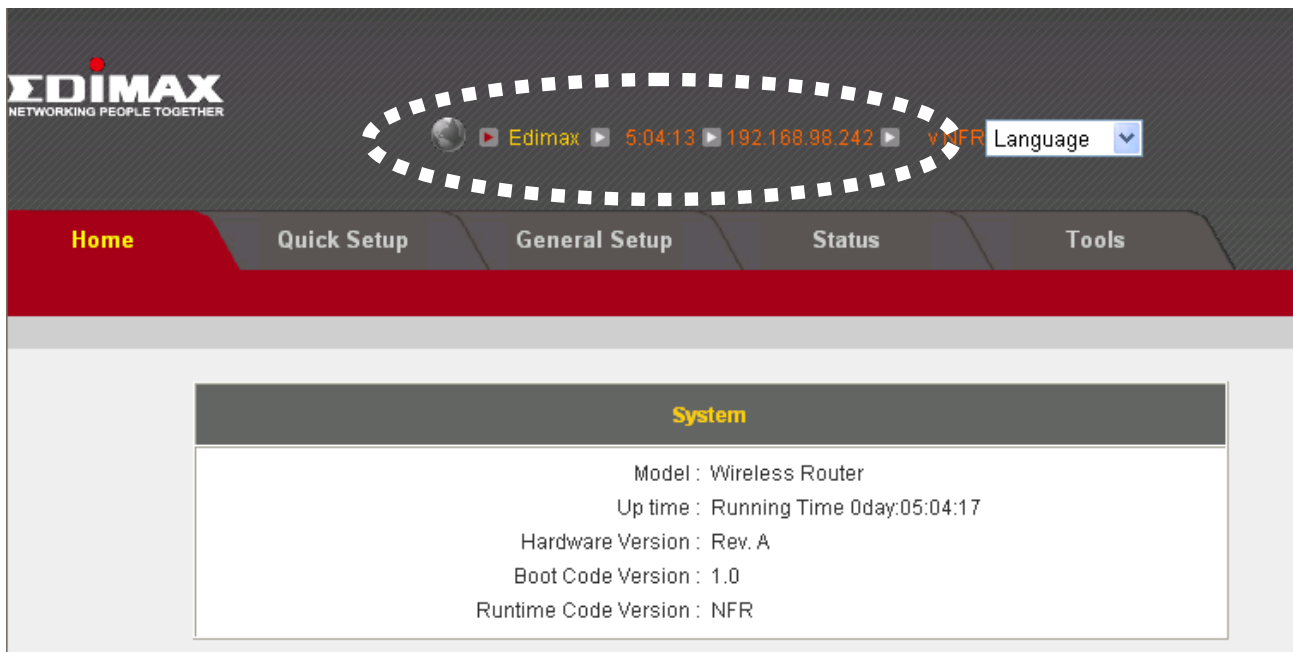 EDIMAX
NETWORKING PEOPLE TOGETHER
Edimax 5:04:13 192.168.98.242 v NFR Language
Home Quick Setup General Setup Status Tools
System
Model : Wireless Router
Up time : Running Time 0day:05:04:17
Hardware Version : Rev. A
Boot Code Version : 1.0
Runtime Code Version : NFR